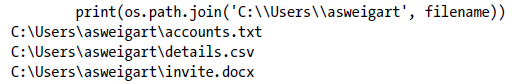 print(os.path.join('C:\\Users\\asweigart', filename))
C:\Users\asweigart\accounts.txt
C:\Users\asweigart\details.csv
C:\Users\asweigart\invite.docx